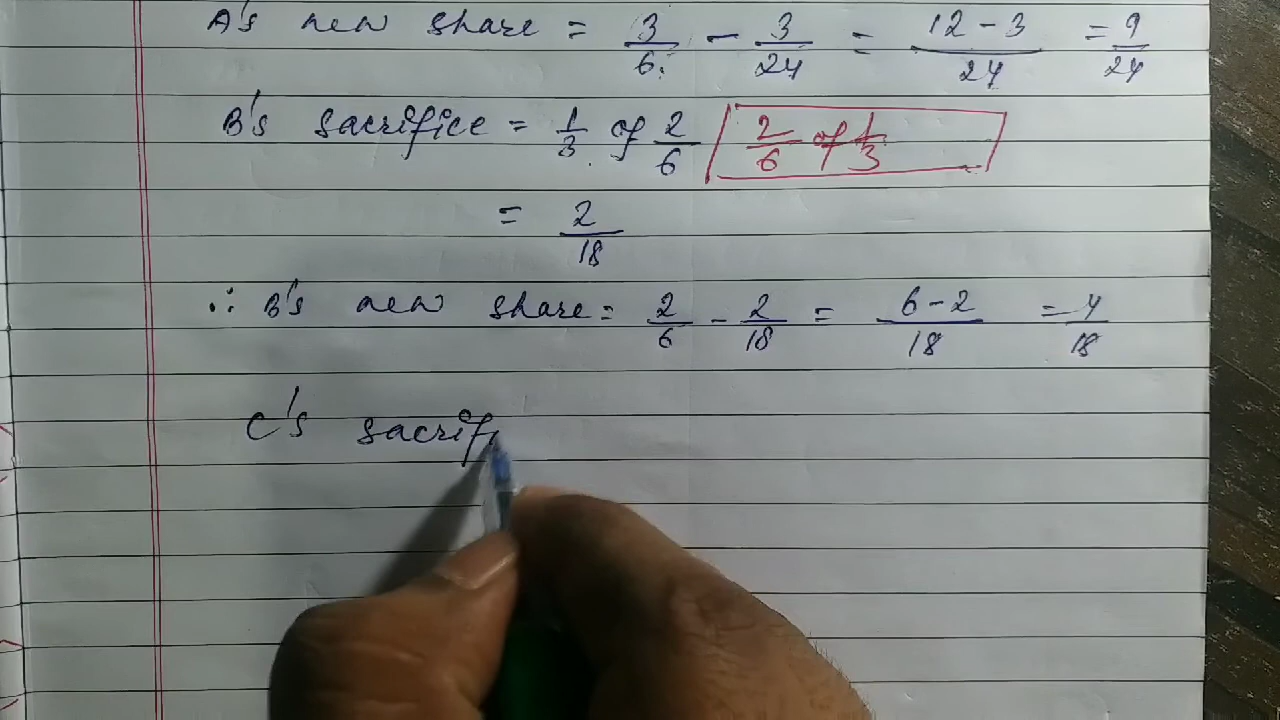 A's new share = 3/6 - 3/24 = 12-3/24 = 9/24
B's sacrifice = 1/3 of 2/6 2/6 of 1/3
= 2/18
∴ B's new share = 2/6 - 2/18 = 6-2/18 = 4/18
C's sacrifi